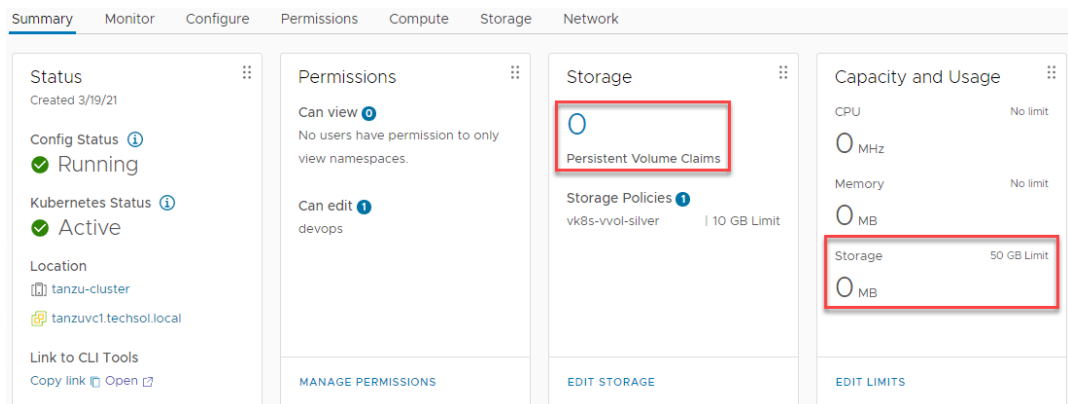 Summary Monitor Configure Permissions Compute Storage Network
Status
Created 3/19/21
Config Status
Running
Kubernetes Status
Active
Location
tanzu-cluster
tanzuvc1.techsol.local
Link to CLI Tools
Copy link Open
Permissions
Can view 0
No users have permission to only
view namespaces.
Can edit 1
devops
MANAGE PERMISSIONS
Storage
0
Persistent Volume Claims
Storage Policies 1
vk8s-vvol-silver | 10 GB Limit
EDIT STORAGE
Capacity and Usage
CPU No limit
0 MHz
Memory No limit
0 MB
Storage 50 GB Limit
0 MB
EDIT LIMITS